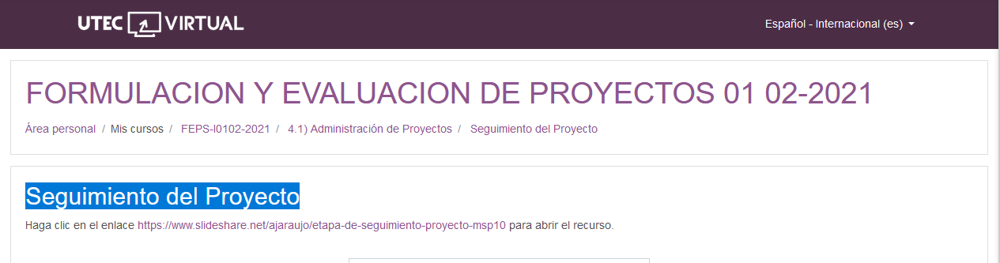 UTEC VIRTUAL
Español - Internacional (es)
FORMULACION Y EVALUACION DE PROYECTOS 01 02-2021
Área personal / Mis cursos / FEPS-I0102-2021 / 4.1) Administración de Proyectos / Seguimiento del Proyecto
Seguimiento del Proyecto
Haga clic en el enlace https://www.slideshare.net/ajaraujo/etapa-de-seguimiento-proyecto-msp10 para abrir el recurso.